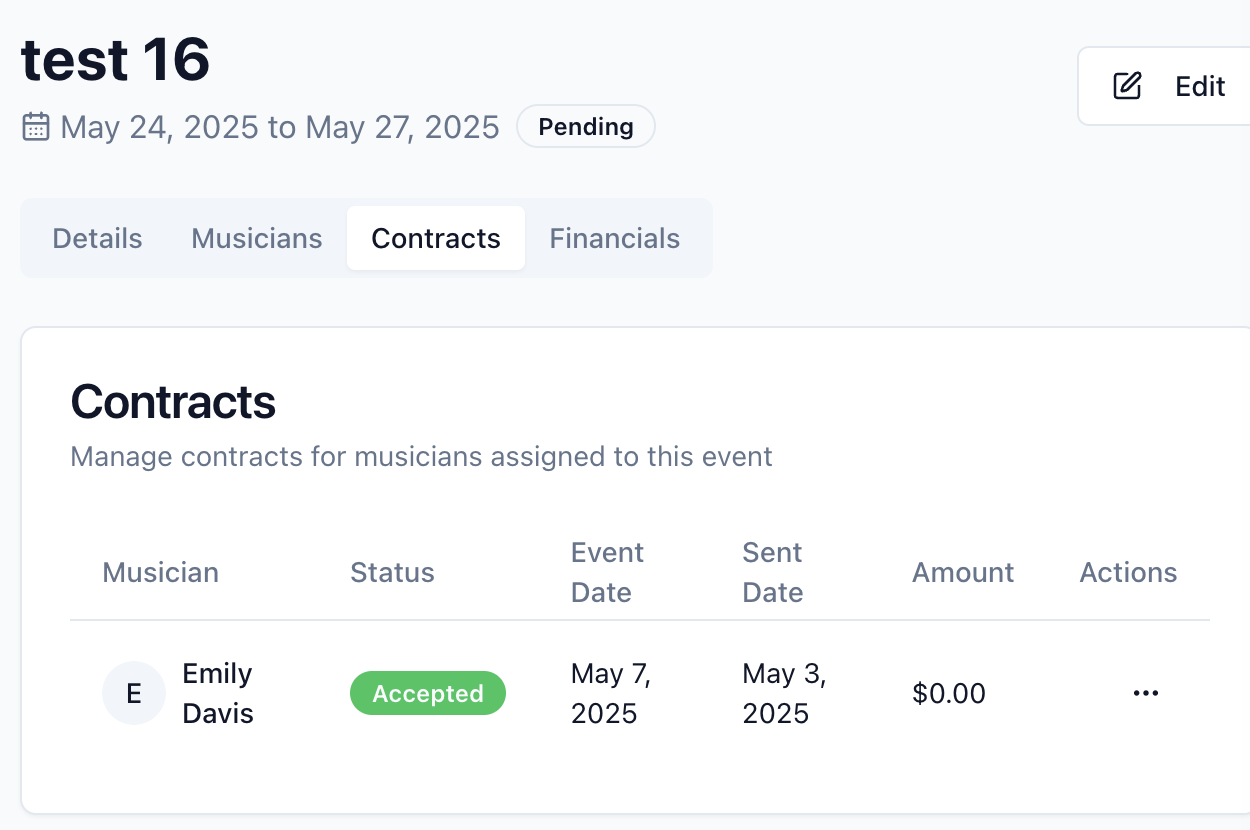 test 16
Edit
May 24, 2025 to May 27, 2025 Pending
Details Musicians Contracts Financials
Contracts
Manage contracts for musicians assigned to this event
Musician Status Event Date Sent Date Amount Actions
E Emily Davis Accepted May 7, 2025 May 3, 2025 $0.00